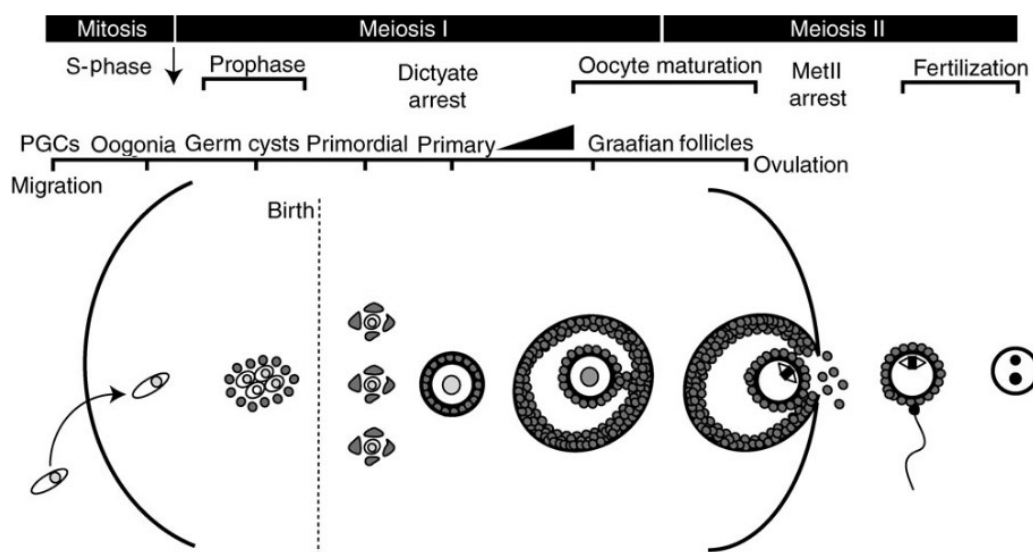 Mitosis Meiosis I Meiosis II
S-phase Prophase Dictyate arrest Oocyte maturation MetII arrest Fertilization
PGCs Oogonia Germ cysts Primordial Primary Graafian follicles
Migration Ovulation
Birth